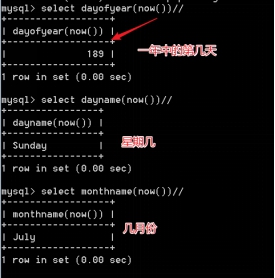 mysql> select dayofyear(now())//
+------------------+
| dayofyear(now()) |
+------------------+
| 189 |
+------------------+
1 row in set (0.00 sec)
一年中的第几天
mysql> select dayname(now())//
+----------------+
| dayname(now()) |
+----------------+
| Sunday |
+----------------+
1 row in set (0.00 sec)
星期几
mysql> select monthname(now())//
+------------------+
| monthname(now()) |
+------------------+
| July |
+------------------+
1 row in set (0.00 sec)
几月份